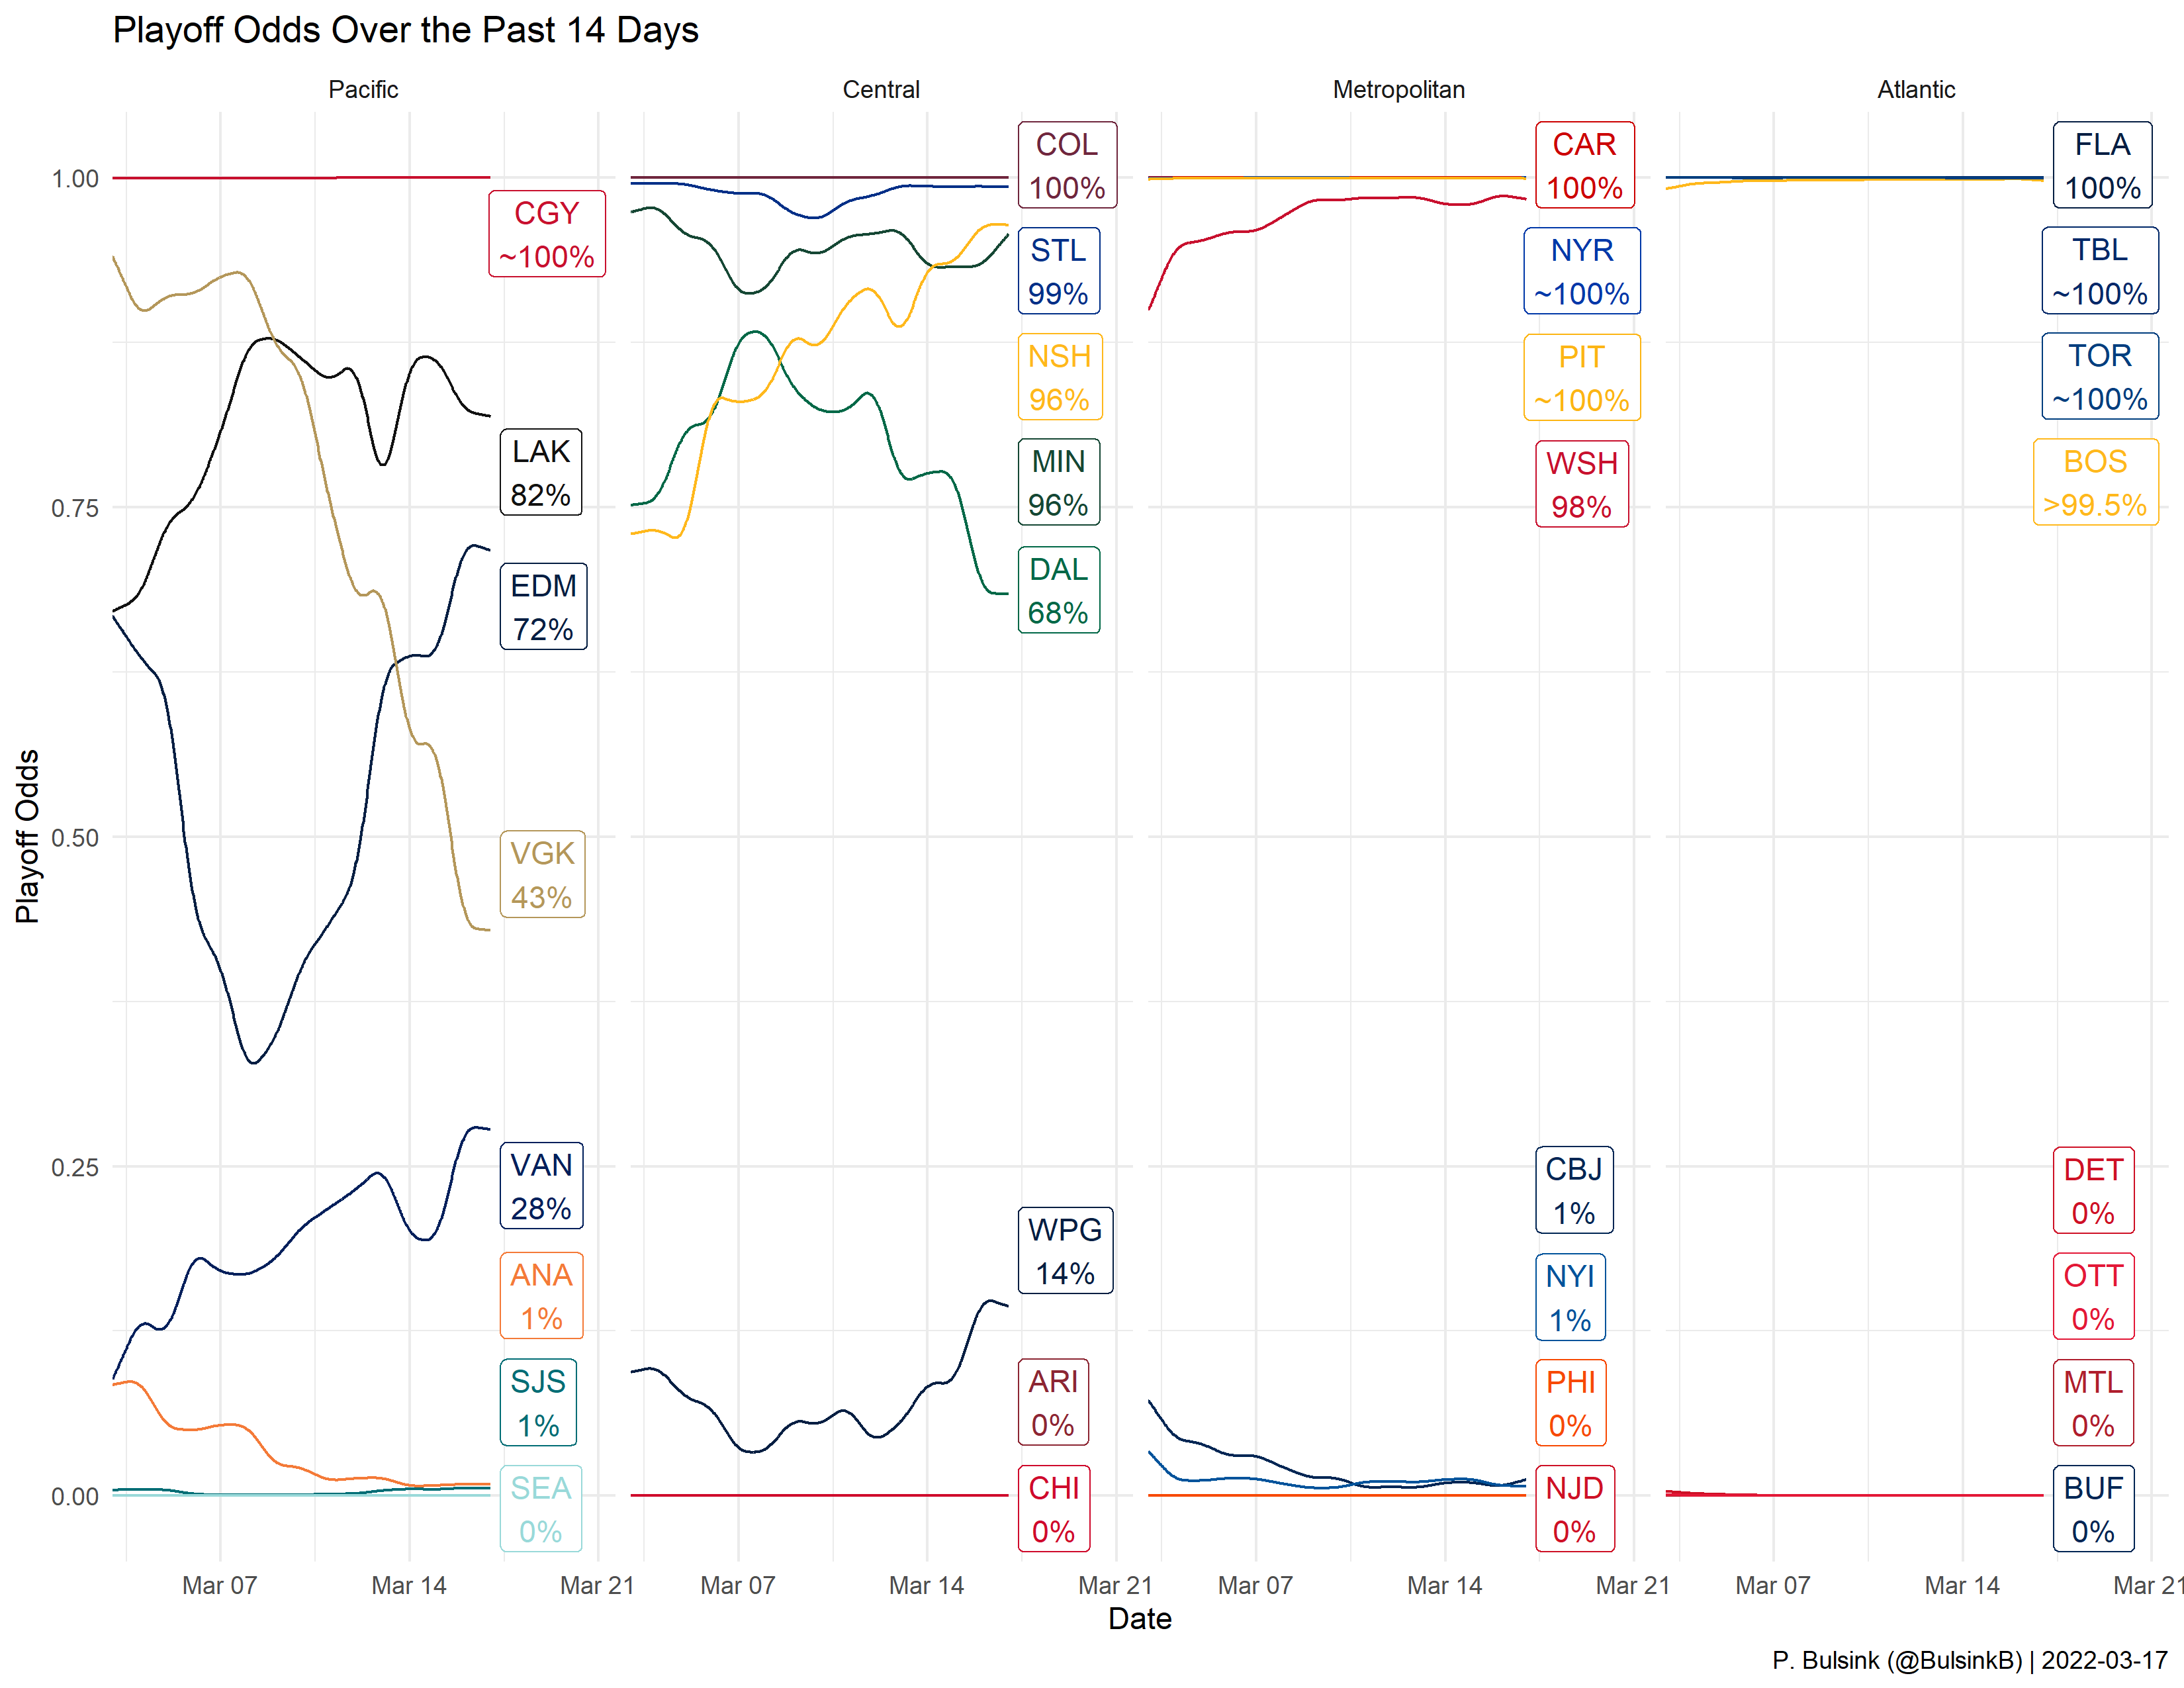 Playoff Odds Over the Past 14 Days
Pacific
Central
Metropolitan
Atlantic
Playoff Odds
1.00
0.75
0.50
0.25
0.00
CGY
~100%
LAK
82%
EDM
72%
VGK
43%
VAN
28%
ANA
1%
SJS
1%
SEA
0%
COL
100%
STL
99%
NSH
96%
MIN
96%
DAL
68%
WPG
14%
ARI
0%
CHI
0%
CAR
100%
NYR
~100%
PIT
~100%
WSH
98%
CBJ
1%
NYI
1%
PHI
0%
NJD
0%
FLA
100%
TBL
~100%
TOR
~100%
BOS
>99.5%
DET
0%
OTT
0%
MTL
0%
BUF
0%
Mar 07
Mar 14
Mar 21
Mar 07
Mar 14
Mar 21
Mar 07
Mar 14
Mar 21
Mar 07
Mar 14
Mar 21
Date
P. Bulsink (@BulsinkB) | 2022-03-17